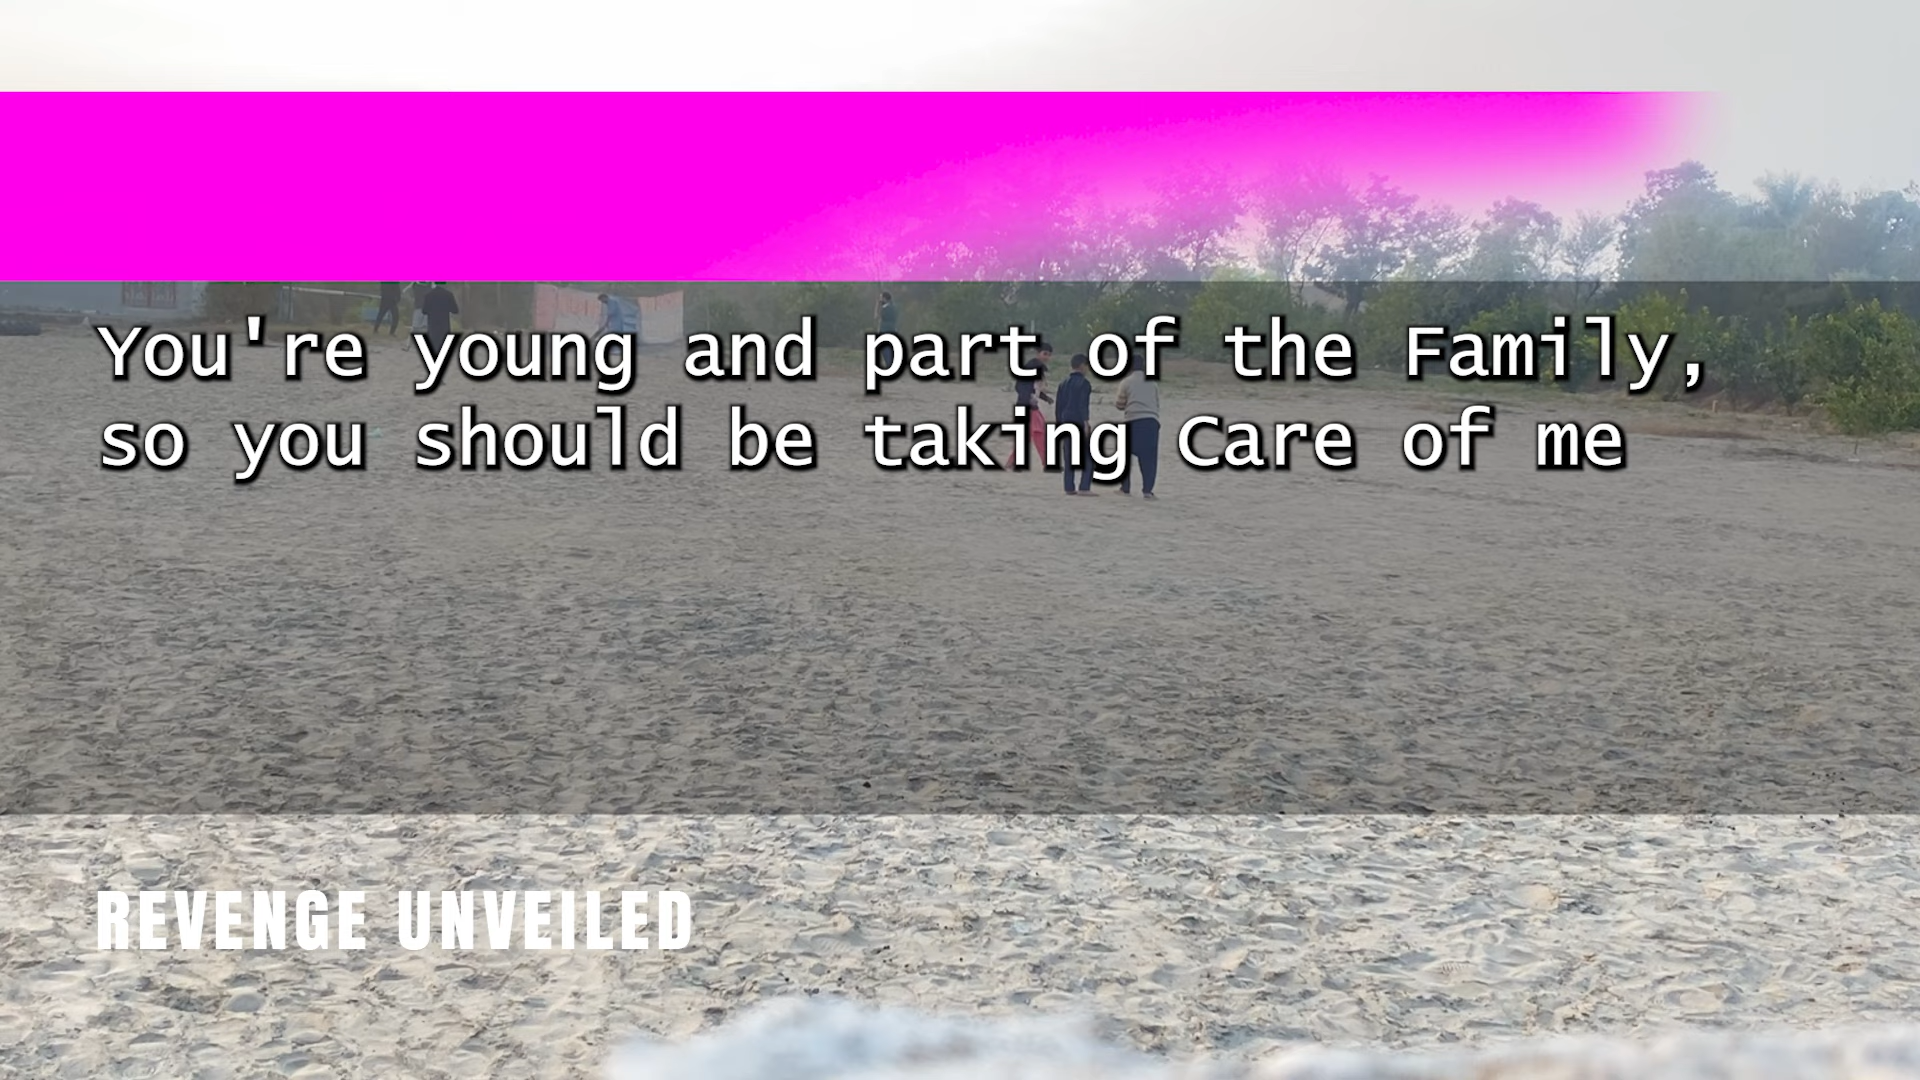 You're young and part of the Family,
so you should be taking Care of me
REVENGE UNVEILED